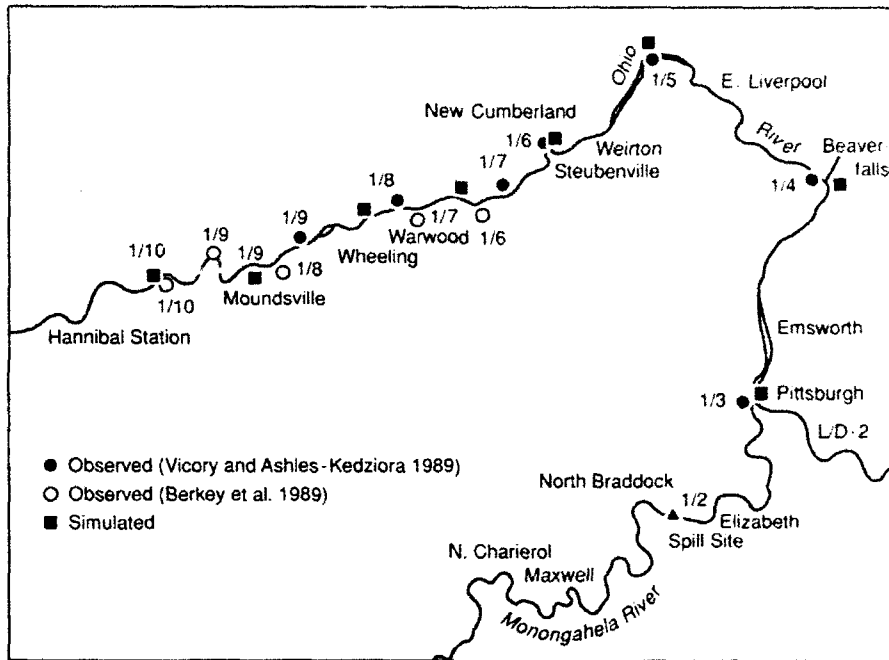 Ohio
1/5
E. Liverpool
River
Beaver
falls
1/4
New Cumberland
1/6
Weirton
Steubenville
1/7
1/8
1/7
Warwood
1/6
1/9
Wheeling
1/9
1/9
1/8
1/10
Moundsville
1/10
Hannibal Station
Emsworth
Pittsburgh
1/3
L/D-2
● Observed (Vicory and Ashles-Kedziora 1989)
○ Observed (Berkey et al. 1989)
■ Simulated
North Braddock
1/2
Elizabeth
Spill Site
N. Charierol
Maxwell
Monongahela River